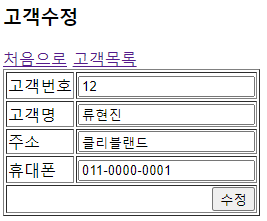 고객수정
처음으로 고객목록
고객번호 12
고객명 류현진
주소 클리블랜드
휴대폰 011-0000-0001
수정